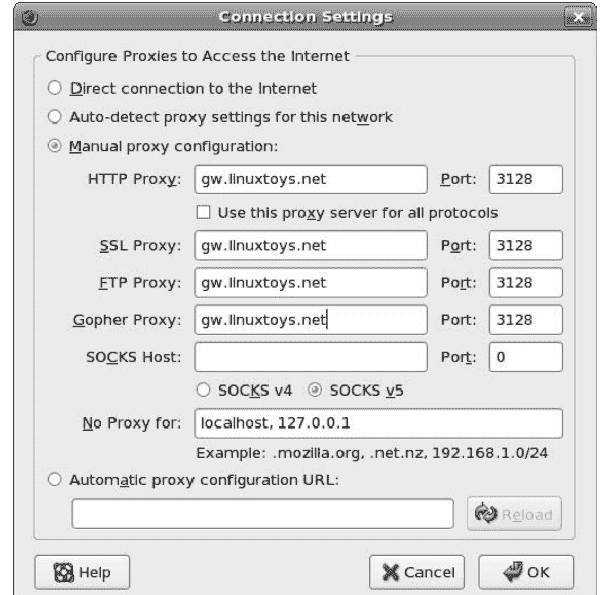 Connection Settings
Configure Proxies to Access the Internet
Direct connection to the Internet
Auto-detect proxy settings for this network
Manual proxy configuration:
HTTP Proxy: gw.linuxtoys.net Port: 3128
Use this proxy server for all protocols
SSL Proxy: gw.linuxtoys.net Port: 3128
FTP Proxy: gw.linuxtoys.net Port: 3128
Gopher Proxy: gw.linuxtoys.net Port: 3128
SOCKS Host: Port: 0
SOCKS v4 SOCKS v5
No Proxy for: localhost, 127.0.0.1
Example: .mozilla.org, .net.nz, 192.168.1.0/24
Automatic proxy configuration URL:
Reload
Help Cancel OK